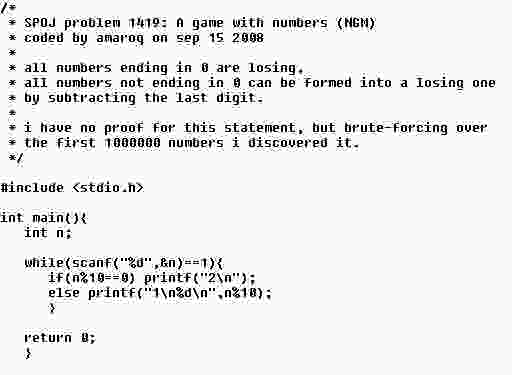 /*
 * SPOJ problem 1419: A game with numbers (NGM)
 * coded by amaroq on sep 15 2008
 *
 * all numbers ending in 0 are losing.
 * all numbers not ending in 0 can be formed into a losing one
 * by subtracting the last digit.
 *
 * i have no proof for this statement, but brute-forcing over
 * the first 1000000 numbers i discovered it.
 */
#include <stdio.h>
int main(){
   int n;
   while(scanf("%d",&n)==1){
      if(n%10==0) printf("2\n");
      else printf("1\n%d\n",n%10);
      }
   return 0;
   }